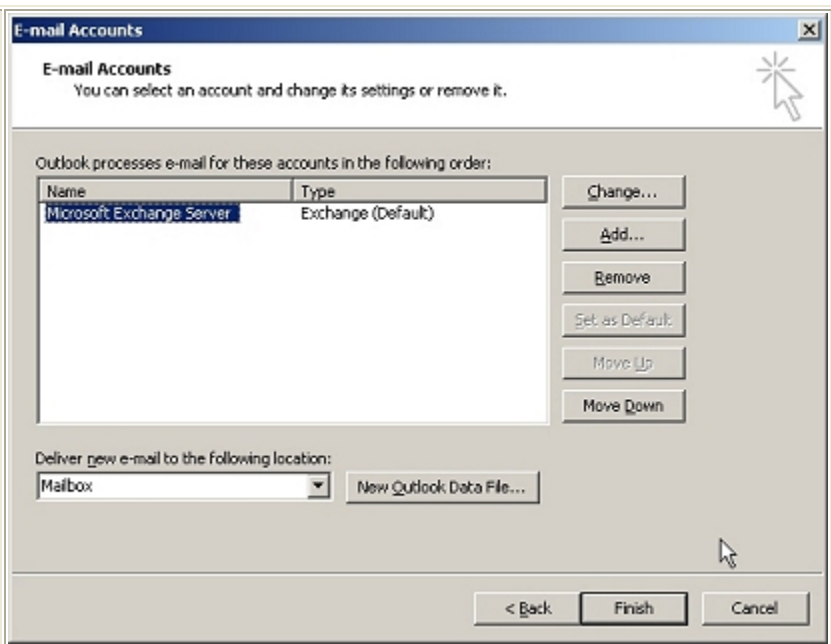 E-mail Accounts
E-mail Accounts
You can select an account and change its settings or remove it.
Outlook processes e-mail for these accounts in the following order:
Name Type
Microsoft Exchange Server Exchange (Default)
Change...
Add...
Remove
Set as Default
Move Up
Move Down
Deliver new e-mail to the following location:
Mailbox New Outlook Data File...
< Back Finish Cancel